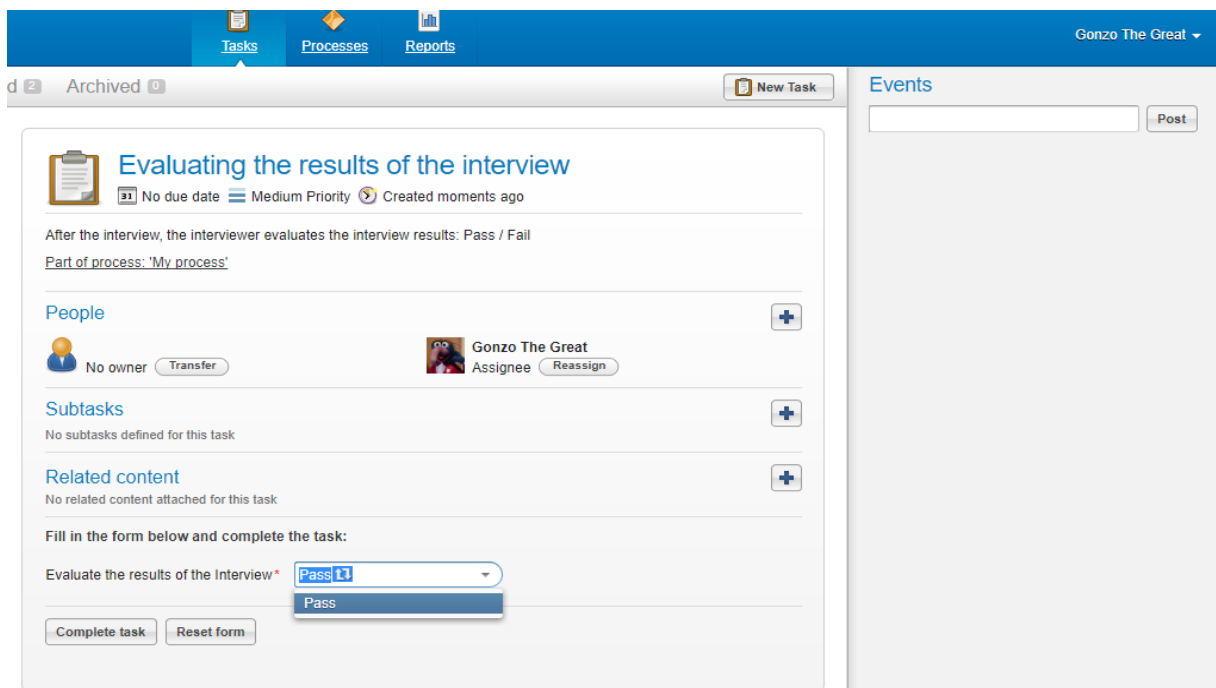 Tasks
Processes
Reports
Gonzo The Great
d 2 Archived 0
New Task
Events
Post
Evaluating the results of the interview
31 No due date Medium Priority Created moments ago
After the interview, the interviewer evaluates the interview results: Pass / Fail
Part of process: 'My process'
People
No owner Transfer
Gonzo The Great
Assignee Reassign
Subtasks
No subtasks defined for this task
Related content
No related content attached for this task
Fill in the form below and complete the task:
Evaluate the results of the Interview* Pass
Pass
Complete task Reset form